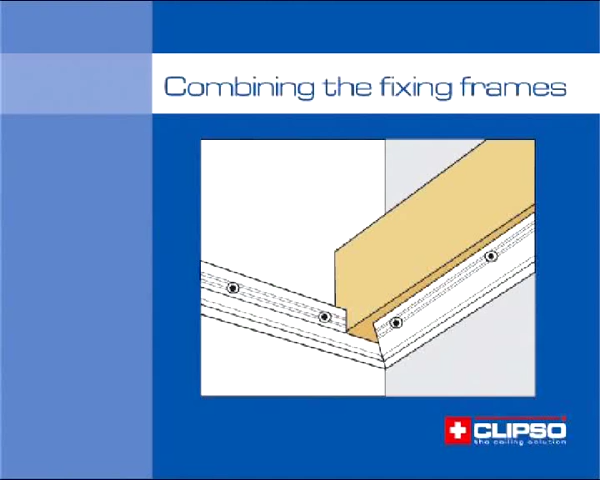 Combining the fixing frames
CLIPSO
the ceiling solution